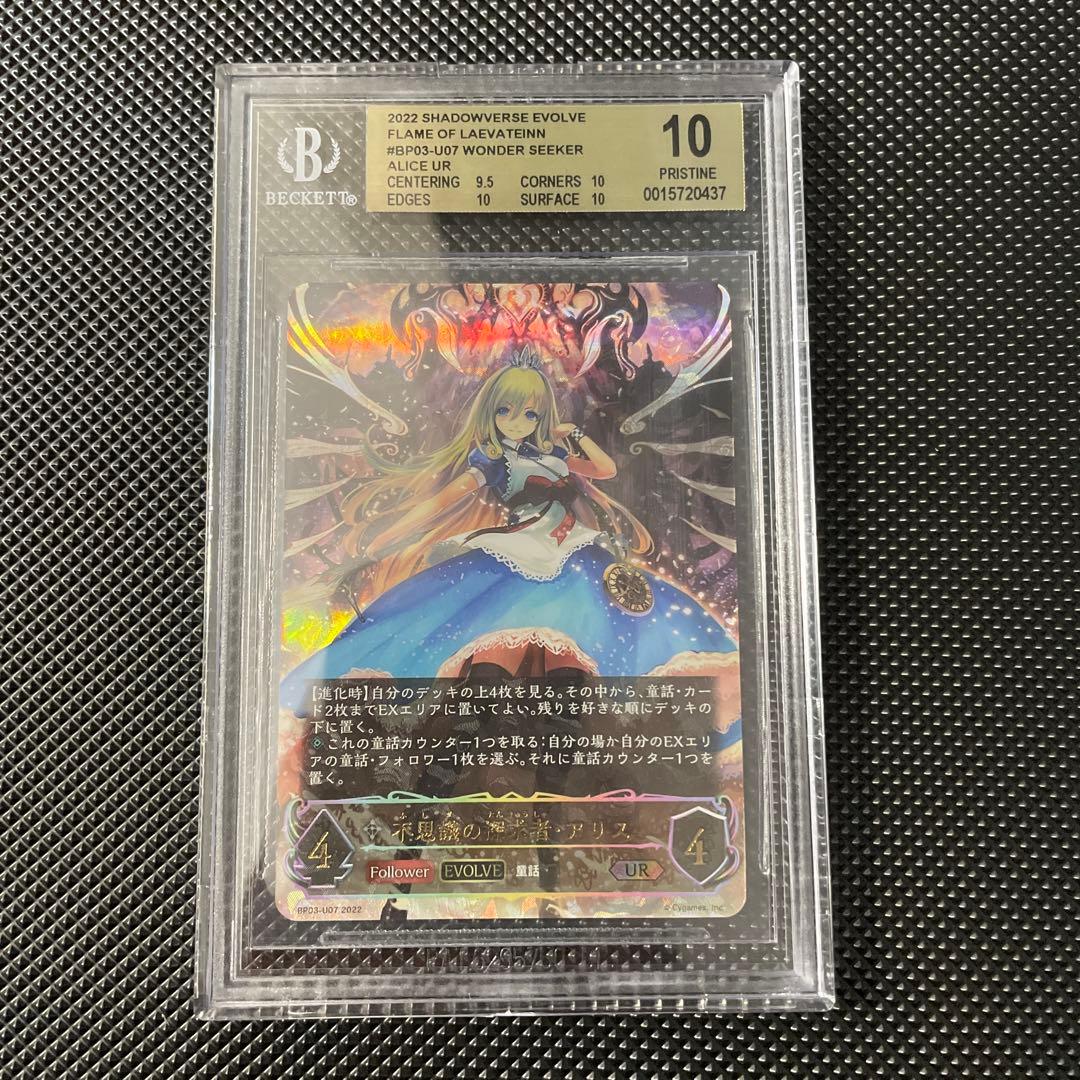 B
BECKETT®
2022 SHADOWVERSE EVOLVE
FLAME OF LAEVATEINN
#BP03-U07 WONDER SEEKER
ALICE UR
CENTERING 9.5 CORNERS 10
EDGES 10 SURFACE 10
10
PRISTINE
0015720437
【進化時】自分のデッキの上4枚を見る。その中から、童話・カー
ド2枚までEXエリアに置いてよい。残りを好きな順にデッキの
下に置く。
これの童話カウンター1つを取る：自分の場か自分のEXエリ
アの童話・フォロワー1枚を選ぶ。それに童話カウンター1つを
置く。
4
不思議の探求者・アリス
4
Follower EVOLVE 童話 UR
BP03-U07 2022
© Cygames, Inc.